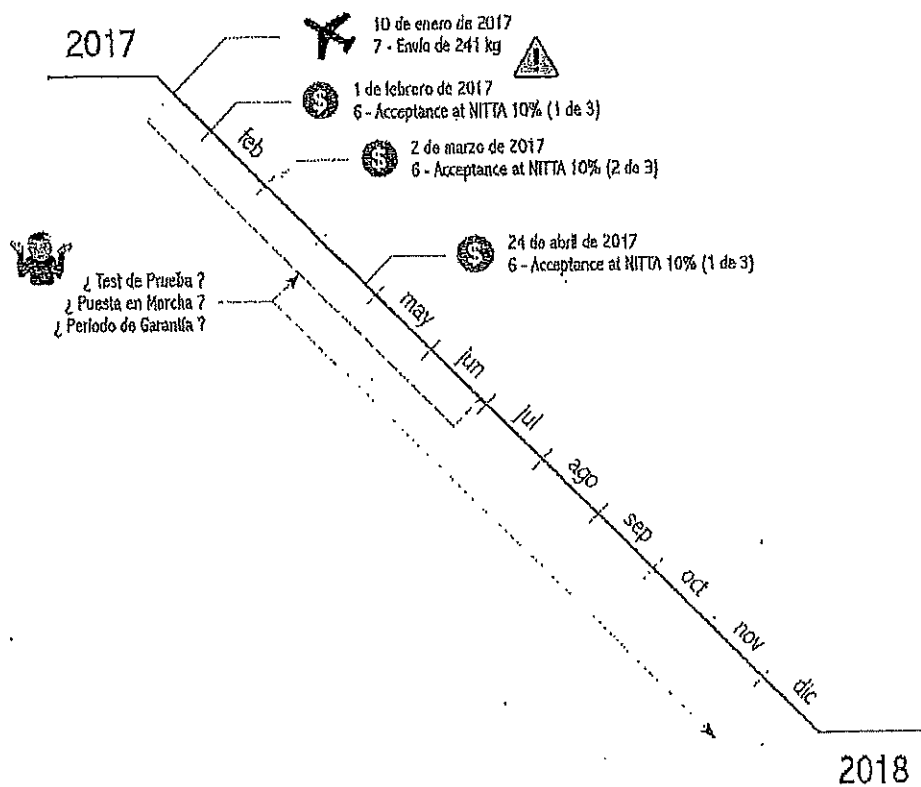 2017
10 de enero de 2017
7 - Envío de 241 kg
1 de febrero de 2017
6 - Acceptance at NITTA 10% (1 de 3)
feb
2 de marzo de 2017
6 - Acceptance at NITTA 10% (2 de 3)
24 de abril de 2017
6 - Acceptance at NITTA 10% (1 de 3)
¿ Test de Prueba ?
¿ Puesta en Marcha ?
¿ Periodo de Garantía ?
may
jun
jul
ago
sep
oct
nov
dic
2018